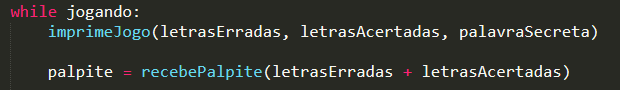 while jogando:
imprimeJogo(letrasErradas, letrasAcertadas, palavraSecreta)
palpite = recebePalpite(letrasErradas + letrasAcertadas)